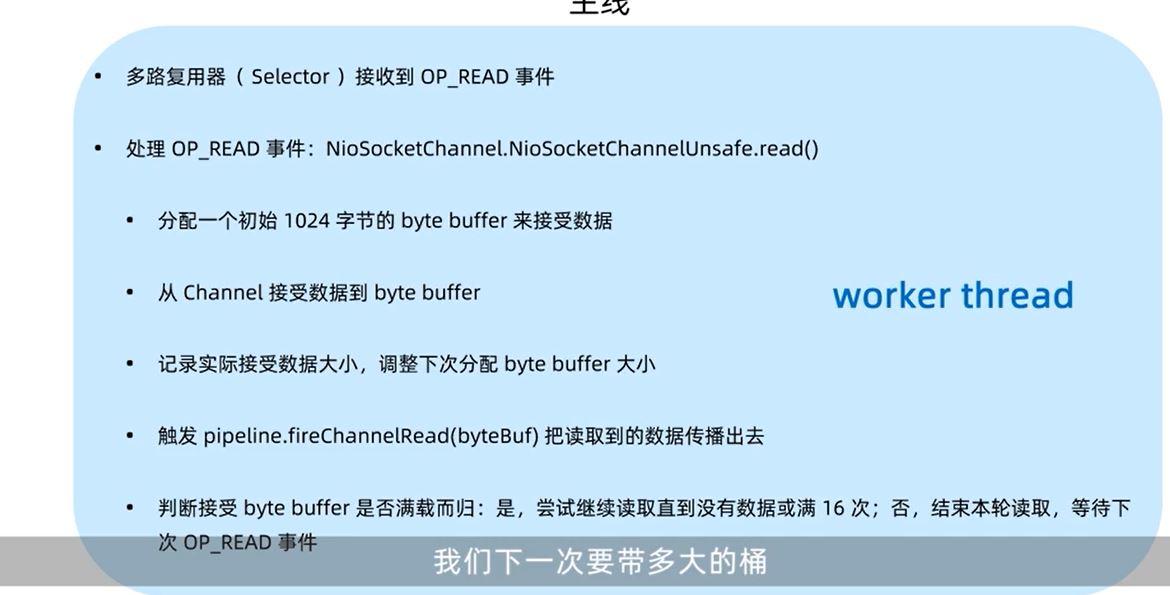 主线
• 多路复用器（ Selector ）接收到 OP_READ 事件
• 处理 OP_READ 事件：NioSocketChannel.NioSocketChannelUnsafe.read()
• 分配一个初始 1024 字节的 byte buffer 来接受数据
• 从 Channel 接受数据到 byte buffer
worker thread
• 记录实际接受数据大小，调整下次分配 byte buffer 大小
• 触发 pipeline.fireChannelRead(byteBuf) 把读取到的数据传播出去
• 判断接受 byte buffer 是否满载而归：是，尝试继续读取直到没有数据或满 16 次；否，结束本轮读取，等待下
次 OP_READ 事件
我们下一次要带多大的桶